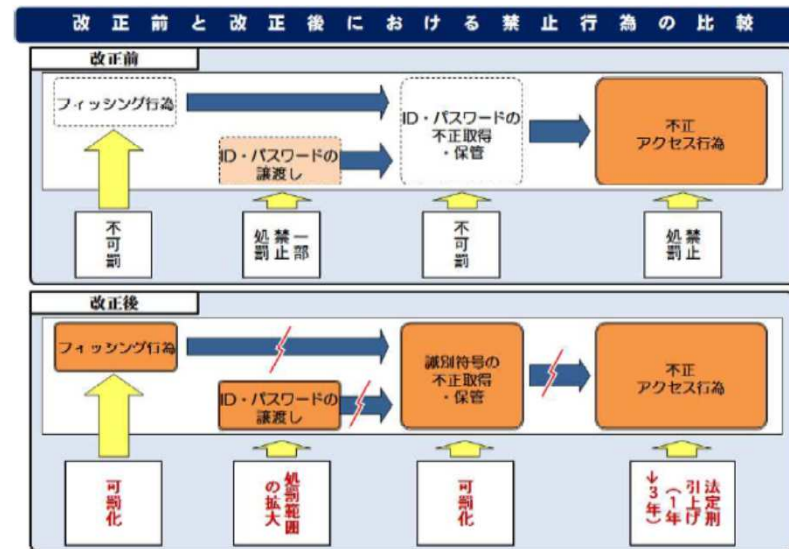 改正前と改正後における禁止行為の比較
改正前
フィッシング行為
ID・パスワードの
譲渡し
ID・パスワードの
不正取得
・保管
不正
アクセス行為
不可罰
一部
禁止
処罰
不可罰
禁止
処罰
改正後
フィッシング行為
ID・パスワードの
譲渡し
識別符号の
不正取得
・保管
不正
アクセス行為
可罰化
処罰範囲
の拡大
可罰化
法定刑
引上げ
(1年
→3年)